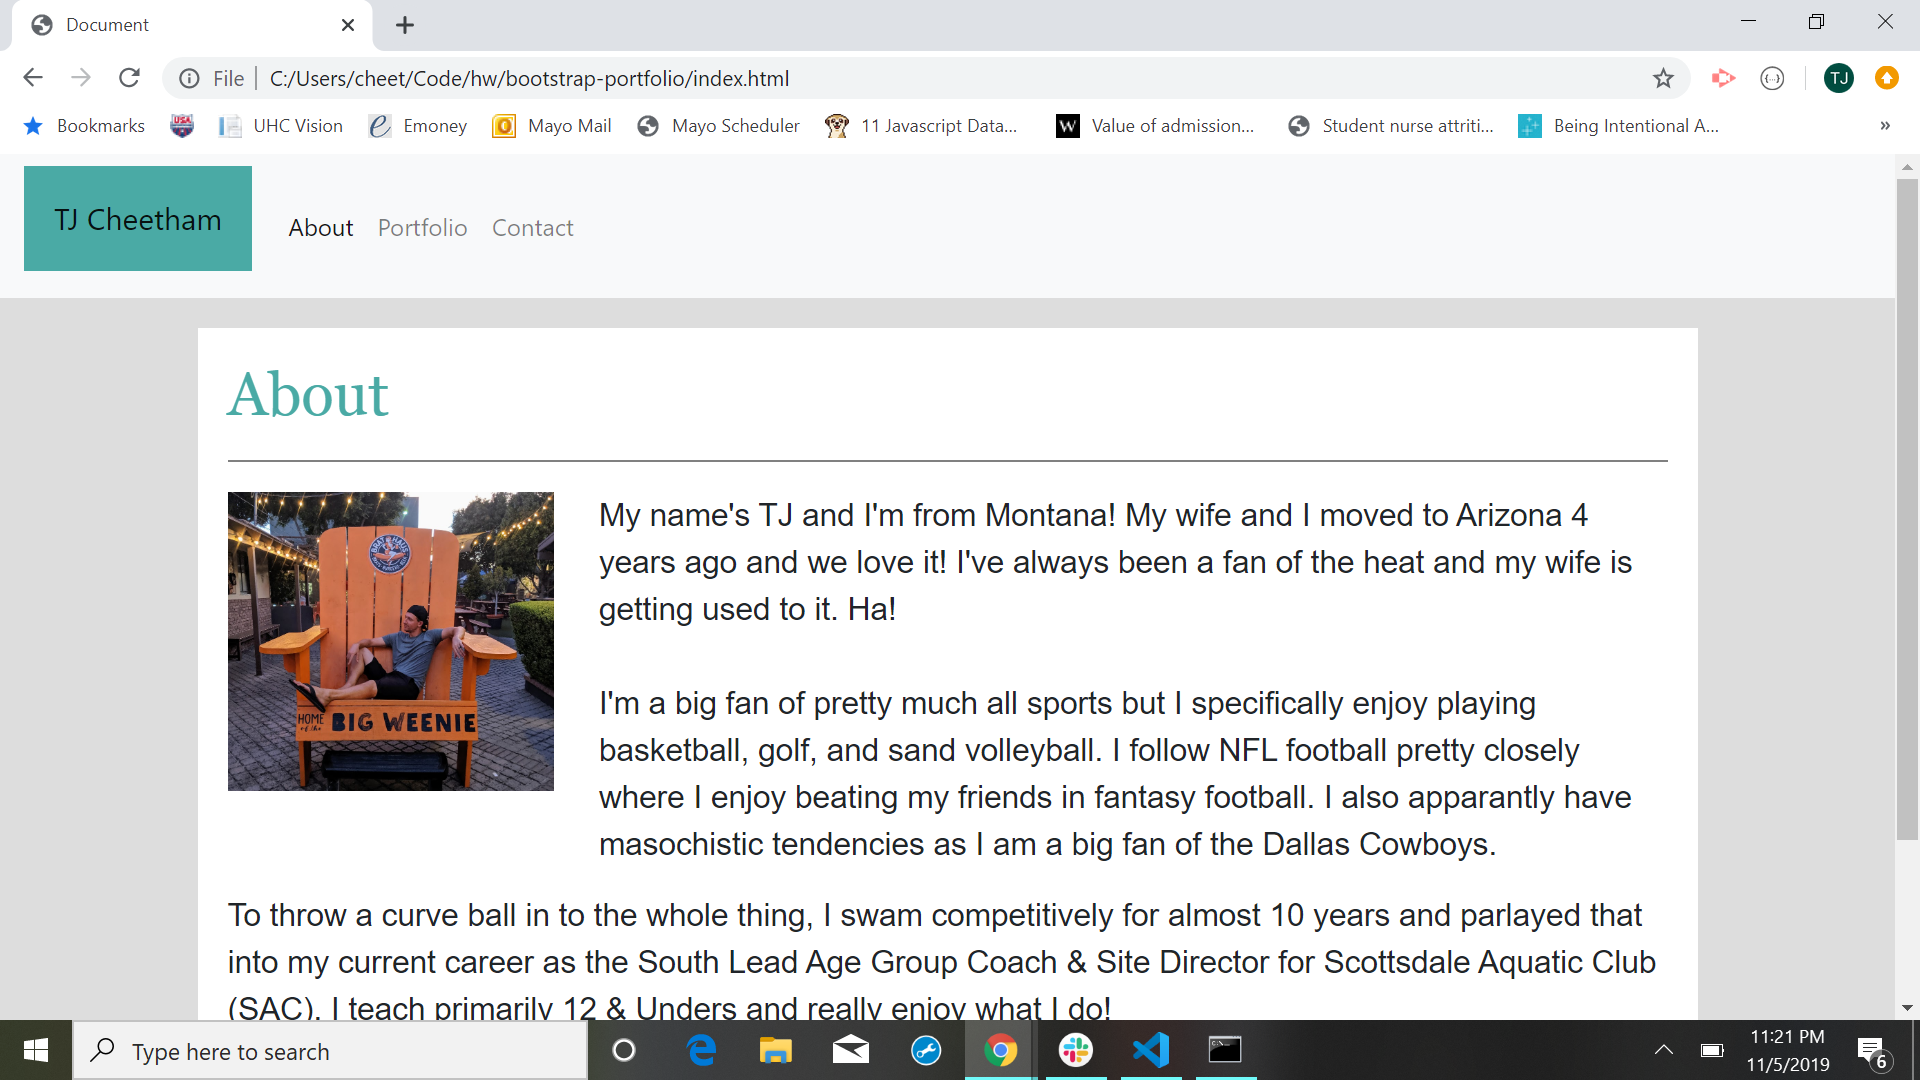 Document
File
C:/Users/cheet/Code/hw/bootstrap-portfolio/index.html
TJ
Bookmarks
USA
UHC Vision
Emoney
Mayo Mail
Mayo Scheduler
11 Javascript Data...
W
Value of admission...
Student nurse attriti...
Being Intentional A...
»
TJ Cheetham
About
Portfolio
Contact
About
BRAT HAUS
HOME
of the
BIG WEENIE
My name's TJ and I'm from Montana! My wife and I moved to Arizona 4
years ago and we love it! I've always been a fan of the heat and my wife is
getting used to it. Ha!
I'm a big fan of pretty much all sports but I specifically enjoy playing
basketball, golf, and sand volleyball. I follow NFL football pretty closely
where I enjoy beating my friends in fantasy football. I also apparantly have
masochistic tendencies as I am a big fan of the Dallas Cowboys.
To throw a curve ball in to the whole thing, I swam competitively for almost 10 years and parlayed that
into my current career as the South Lead Age Group Coach & Site Director for Scottsdale Aquatic Club
(SAC). I teach primarily 12 & Unders and really enjoy what I do!
Type here to search
11:21 PM
11/5/2019
6